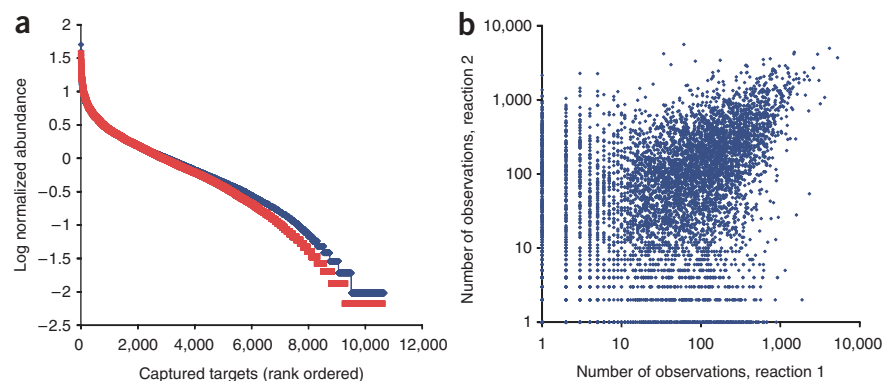 a
2
1.5
1
0.5
0
−0.5
−1
−1.5
−2
−2.5
Log normalized abundance
0 2,000 4,000 6,000 8,000 10,000 12,000
Captured targets (rank ordered)
b
10,000
1,000
100
10
1
Number of observations, reaction 2
1 10 100 1,000 10,000
Number of observations, reaction 1